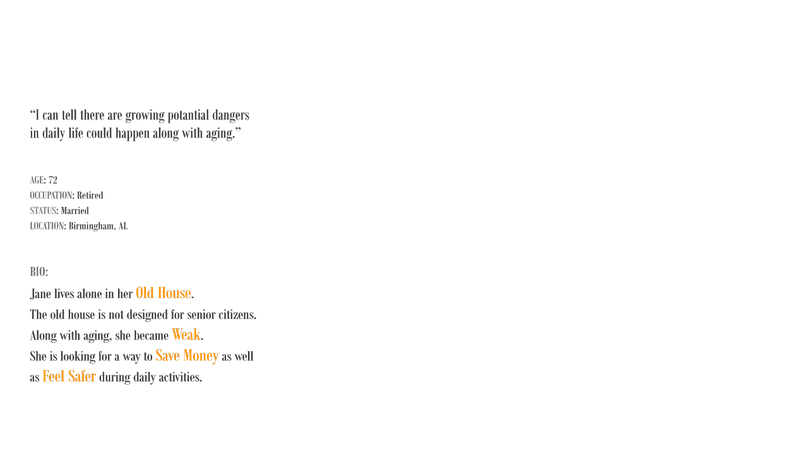 “I can tell there are growing potential dangers
in daily life could happen along with aging.”
AGE: 72
OCCUPATION: Retired
STATUS: Married
LOCATION: Birmingham, AL
BIO:
Jane lives alone in her Old House.
The old house is not designed for senior citizens.
Along with aging, she became Weak.
She is looking for a way to Save Money as well
as Feel Safer during daily activities.